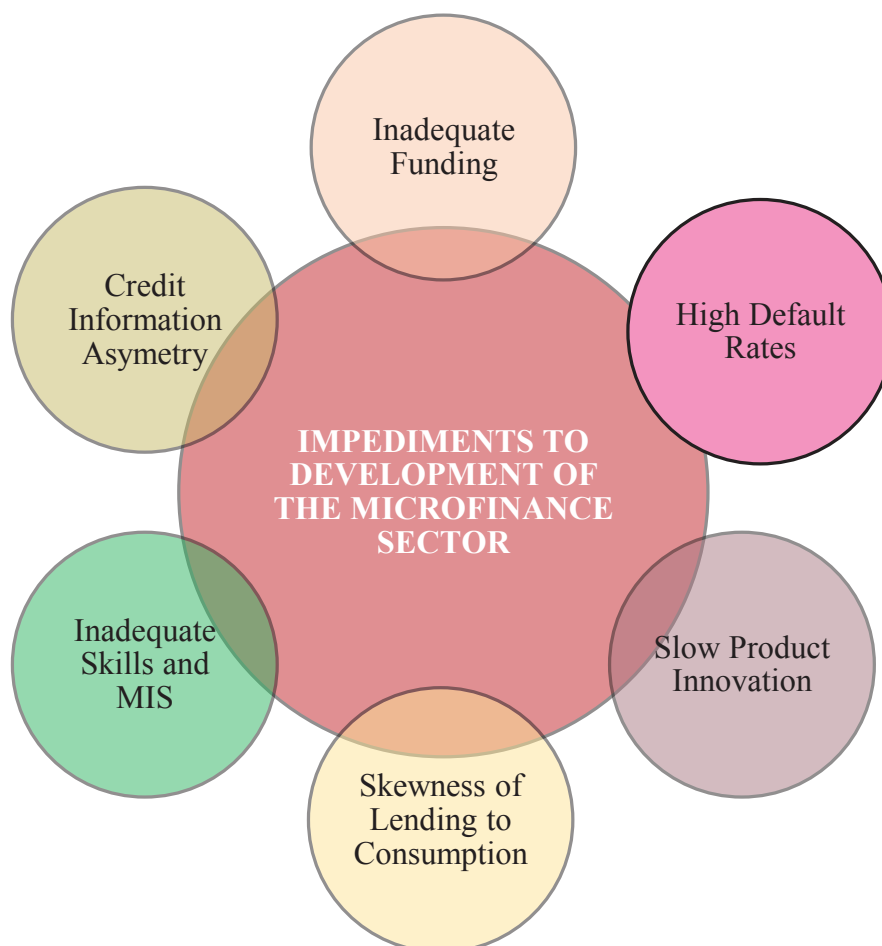 Inadequate
Funding
High Default
Rates
Slow Product
Innovation
Skewness of
Lending to
Consumption
Inadequate
Skills and
MIS
Credit
Information
Asymetry
IMPEDIMENTS TO
DEVELOPMENT OF
THE MICROFINANCE
SECTOR